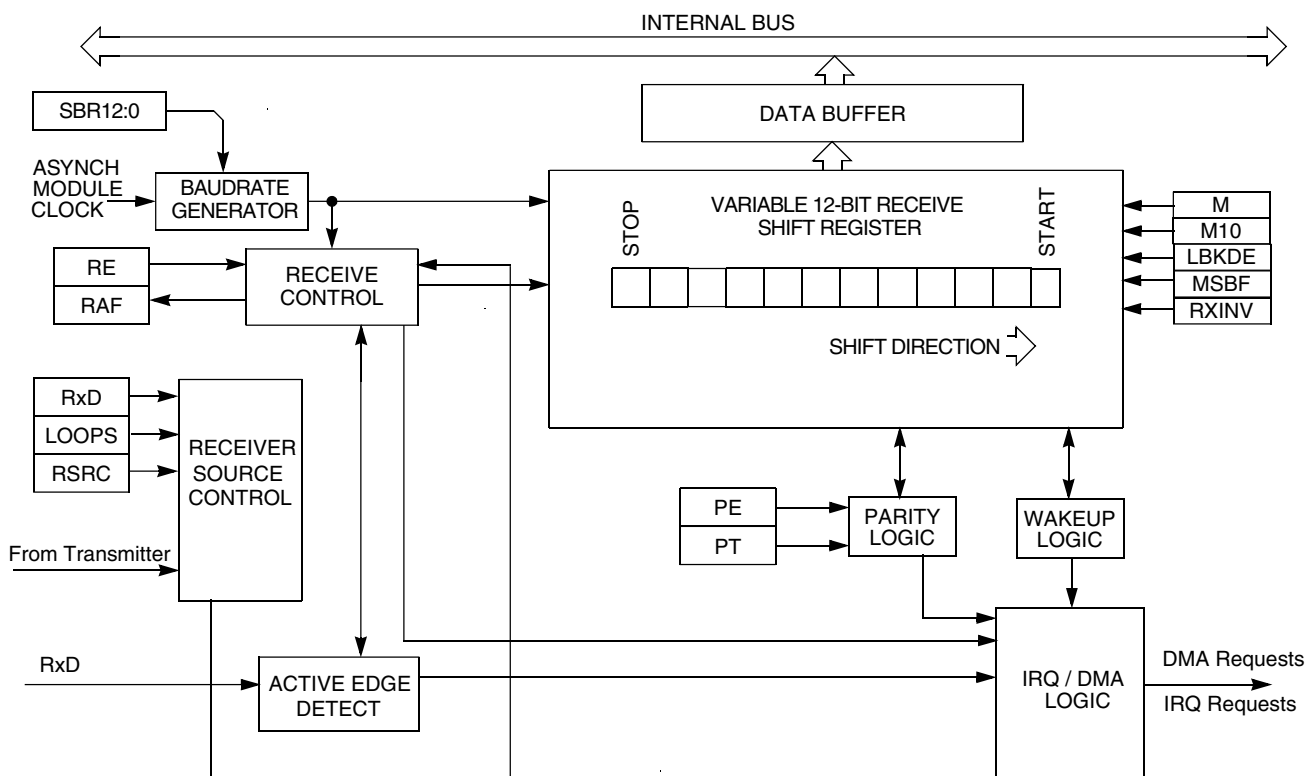 INTERNAL BUS
SBR12:0
DATA BUFFER
ASYNCH
MODULE
CLOCK
BAUDRATE
GENERATOR
STOP
VARIABLE 12-BIT RECEIVE
SHIFT REGISTER
START
M
M10
LBKDE
MSBF
RXINV
RE
RAF
RECEIVE
CONTROL
SHIFT DIRECTION
RxD
LOOPS
RSRC
RECEIVER
SOURCE
CONTROL
From Transmitter
PE
PT
PARITY
LOGIC
WAKEUP
LOGIC
RxD
ACTIVE EDGE
DETECT
IRQ / DMA
LOGIC
DMA Requests
IRQ Requests